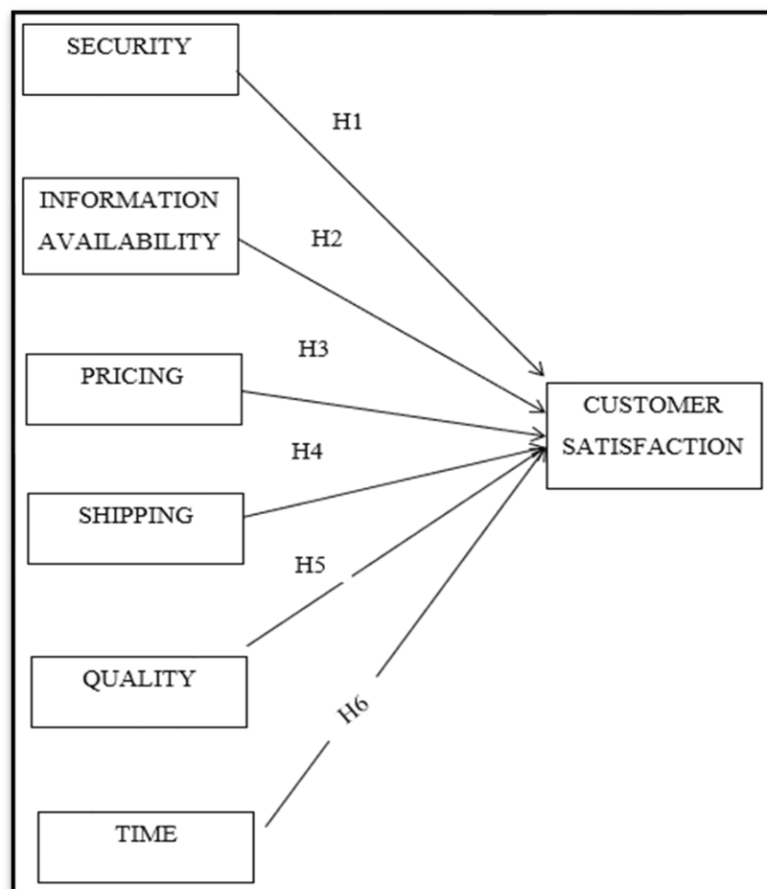 SECURITY
H1
INFORMATION
AVAILABILITY
H2
H3
PRICING
CUSTOMER
SATISFACTION
H4
SHIPPING
H5
QUALITY
H6
TIME